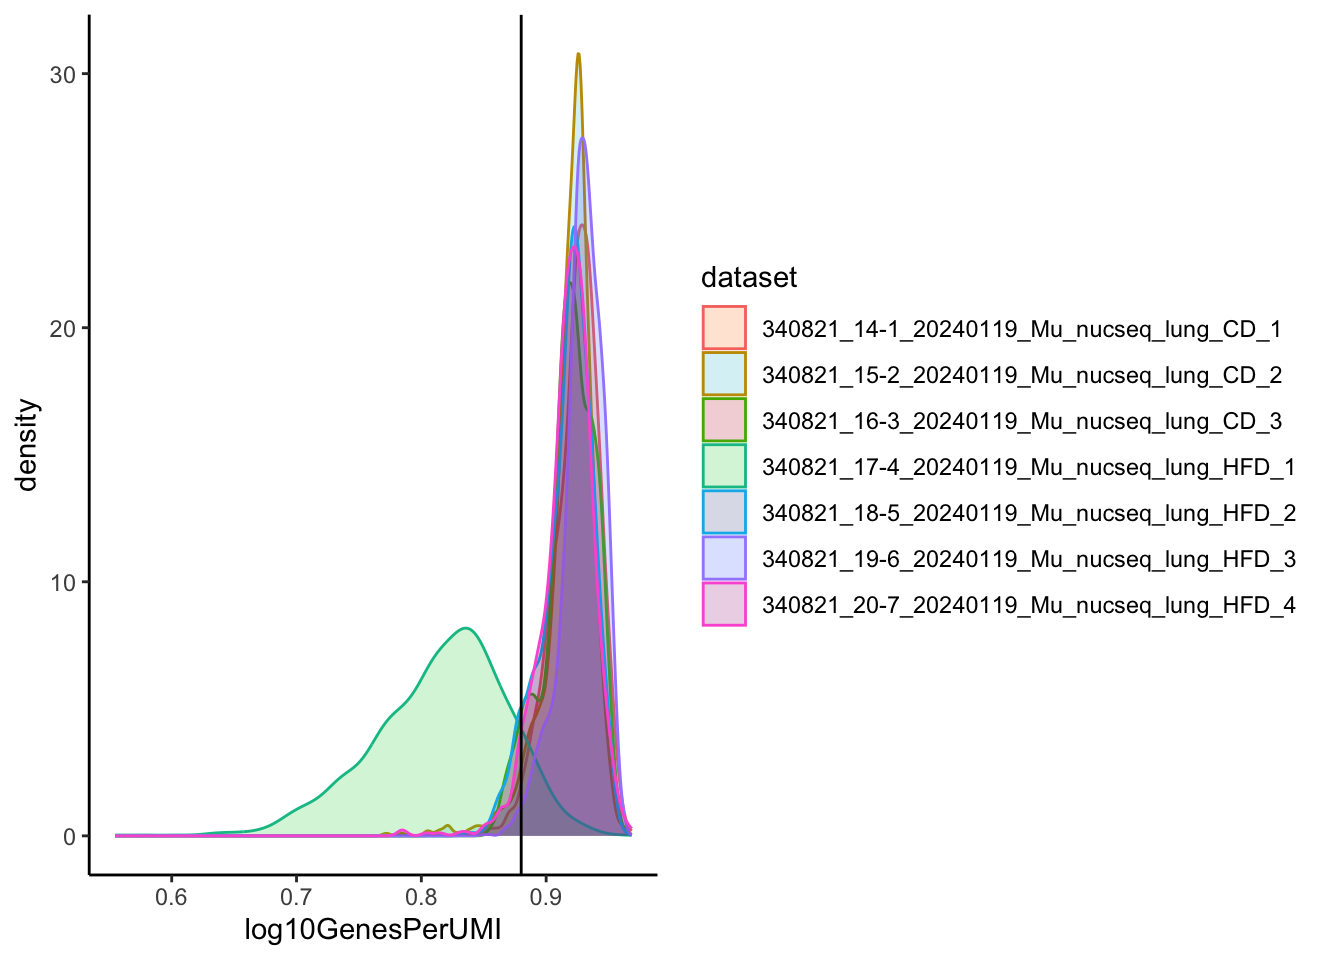 30
20
10
0
density
0.6 0.7 0.8 0.9
log10GenesPerUMI
dataset
340821_14-1_20240119_Mu_nucseq_lung_CD_1
340821_15-2_20240119_Mu_nucseq_lung_CD_2
340821_16-3_20240119_Mu_nucseq_lung_CD_3
340821_17-4_20240119_Mu_nucseq_lung_HFD_1
340821_18-5_20240119_Mu_nucseq_lung_HFD_2
340821_19-6_20240119_Mu_nucseq_lung_HFD_3
340821_20-7_20240119_Mu_nucseq_lung_HFD_4